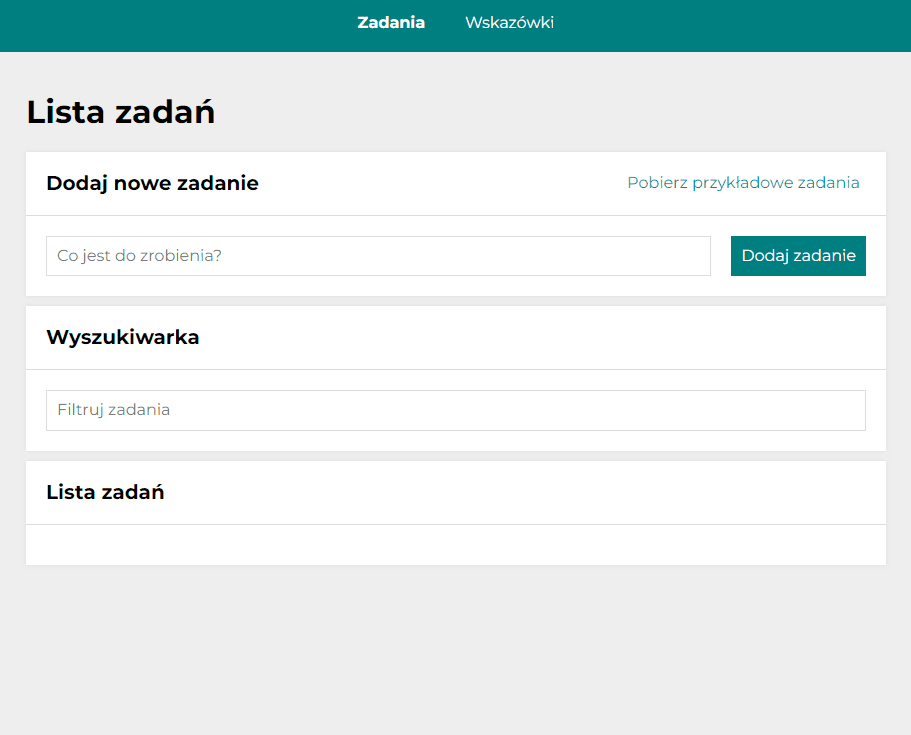 Zadania Wskazówki
Lista zadań
Dodaj nowe zadanie Pobierz przykładowe zadania
Co jest do zrobienia? Dodaj zadanie
Wyszukiwarka
Filtruj zadania
Lista zadań